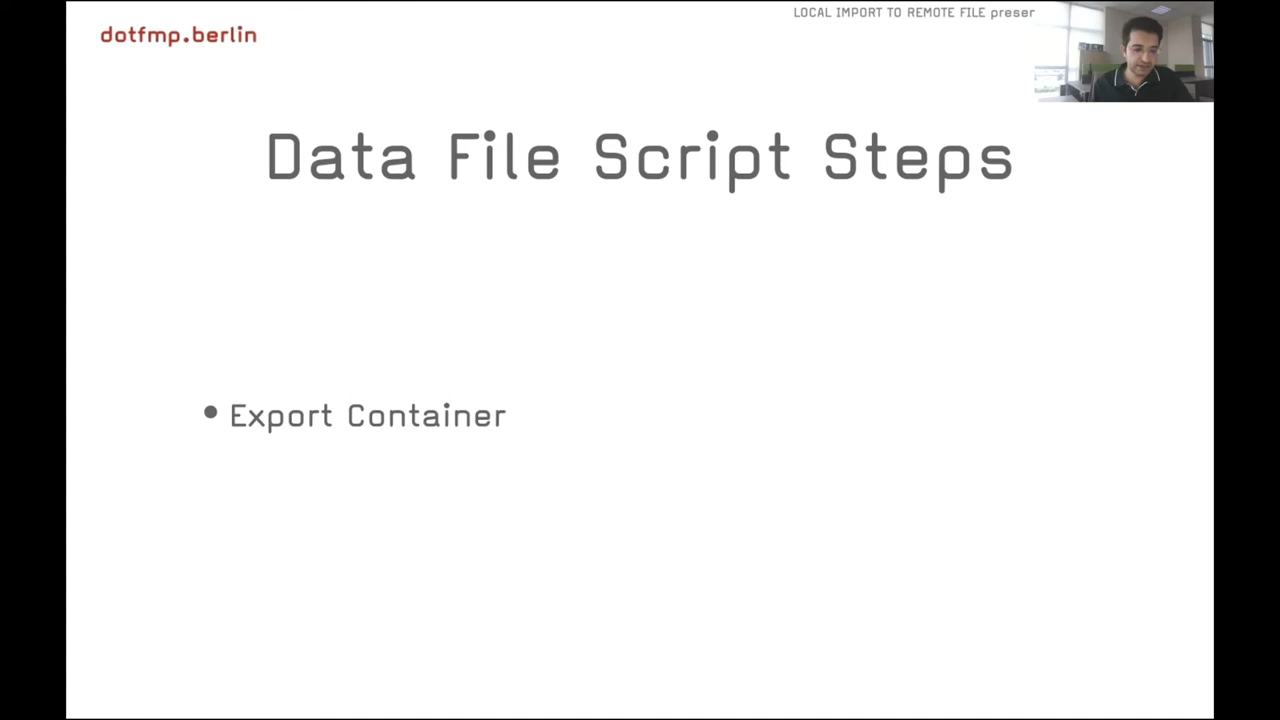 dotfmp.berlin
LOCAL IMPORT TO REMOTE FILE preser
Data File Script Steps
• Export Container